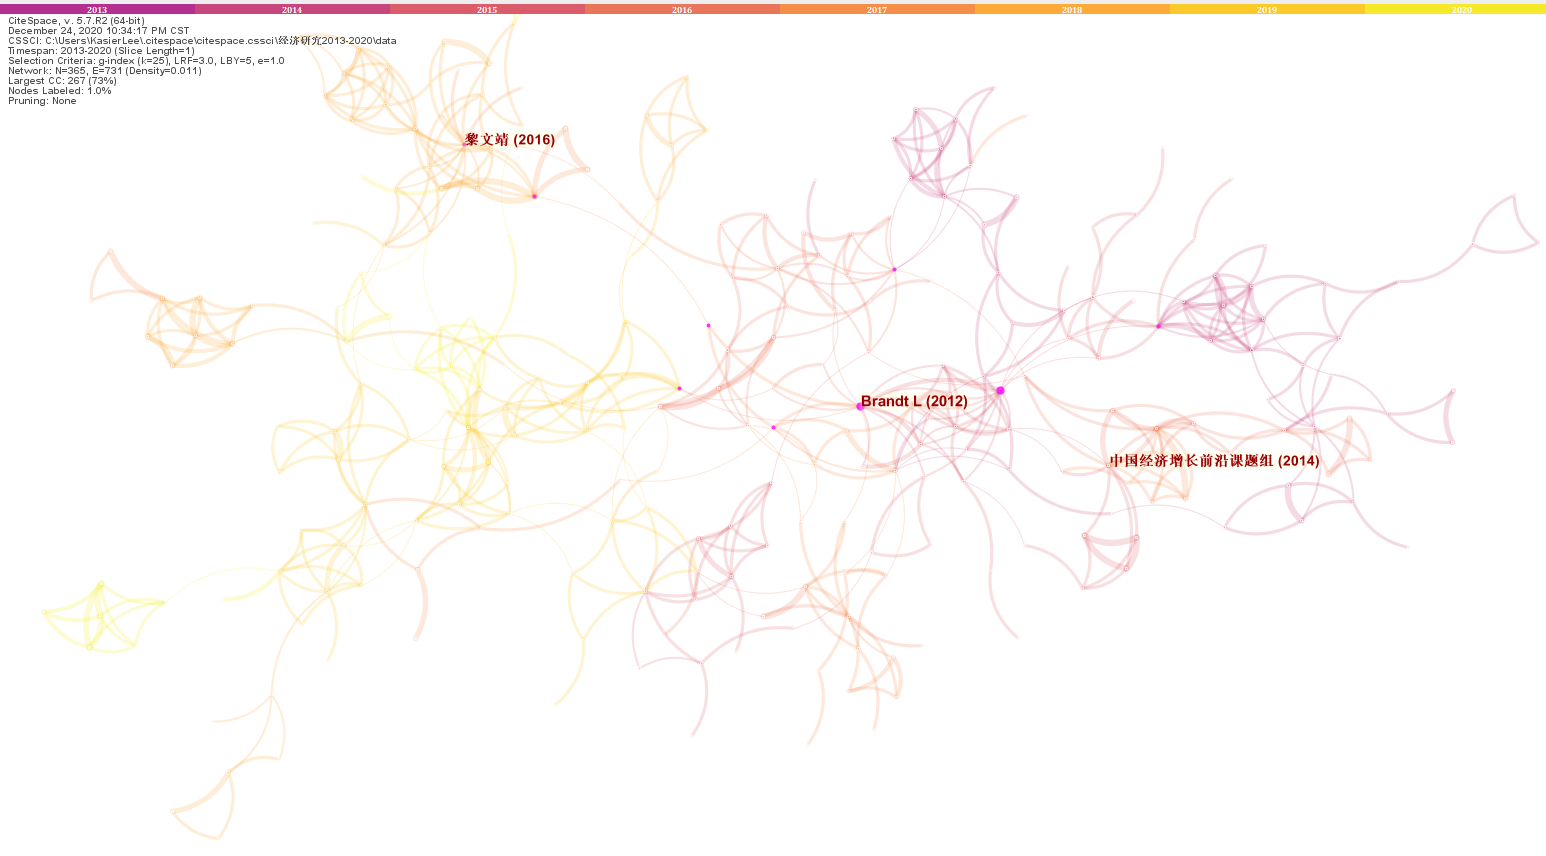 2013 2014 2015 2016 2017 2018 2019 2020
CiteSpace, v. 5.7.R2 (64-bit)
December 24, 2020 10:34:17 PM CST
CSSCI: C:\Users\KasierLee\.citespace\citespace.cssci\经济研究2013-2020\data
Timespan: 2013-2020 (Slice Length=1)
Selection Criteria: g-index (k=25), LRF=3.0, LBY=5, e=1.0
Network: N=365, E=731 (Density=0.011)
Largest CC: 267 (73%)
Nodes Labeled: 1.0%
Pruning: None
黎文靖 (2016)
Brandt L (2012)
中国经济增长前沿课题组 (2014)